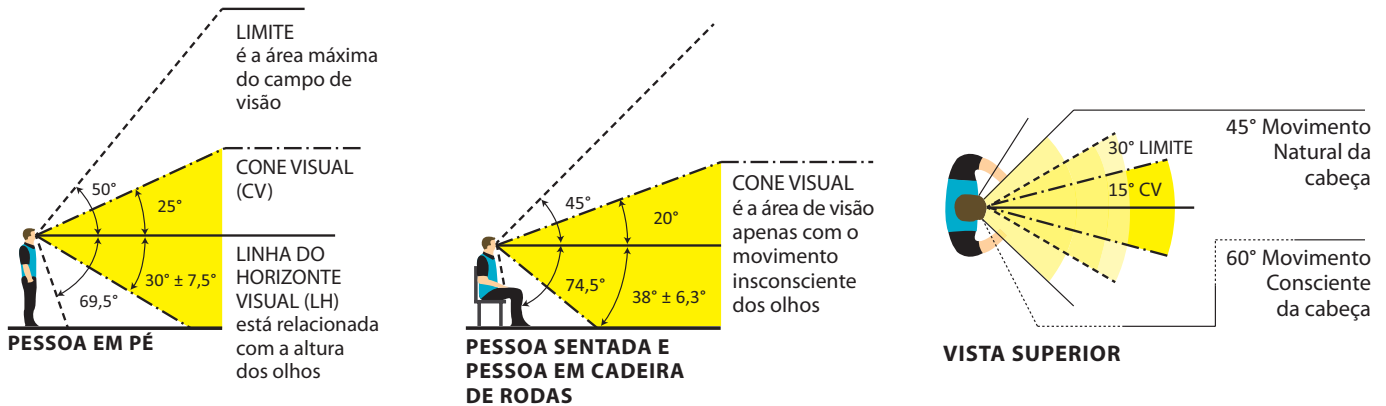 LIMITE
é a área máxima
do campo de
visão
CONE VISUAL
(CV)
50°
25°
LINHA DO
HORIZONTE
VISUAL (LH)
está relacionada
com a altura
dos olhos
30° ± 7,5°
69,5°
PESSOA EM PÉ
45°
20°
CONE VISUAL
é a área de visão
apenas com o
movimento
insconsciente
dos olhos
74,5°
38° ± 6,3°
PESSOA SENTADA E
PESSOA EM CADEIRA
DE RODAS
45° Movimento
Natural da
cabeça
30° LIMITE
15° CV
60° Movimento
Consciente
da cabeça
VISTA SUPERIOR